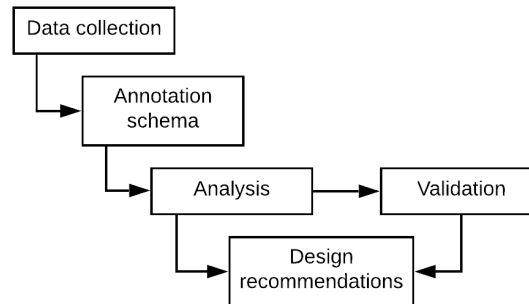 Data collection
Annotation
schema
Analysis
Validation
Design
recommendations